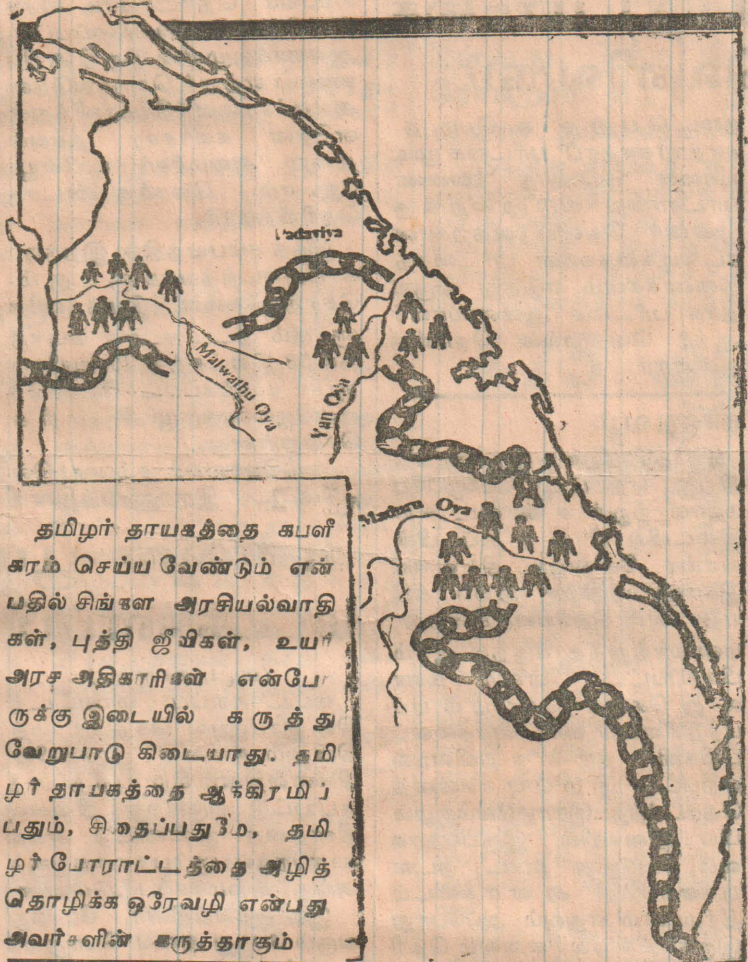 Padaviya
Malwathu Oya
Yan Oya
Maduru Oya
தமிழர் தாயகத்தை கபளீ
கரம் செய்ய வேண்டும் என்
பதில் சிங்கள அரசியல்வாதி
கள், புத்தி ஜீவிகள், உயர்
அரச அதிகாரிகள் என்போ
ருக்கு இடையில் கருத்து
வேறுபாடு கிடையாது. தமி
ழர் தாயகத்தை ஆக்கிரமிப்
பதும், சிதைப்பதுமே, தமி
ழர் போராட்டத்தை அழித்
தொழிக்க ஒரேவழி என்பது
அவர்களின் கருத்தாகும்